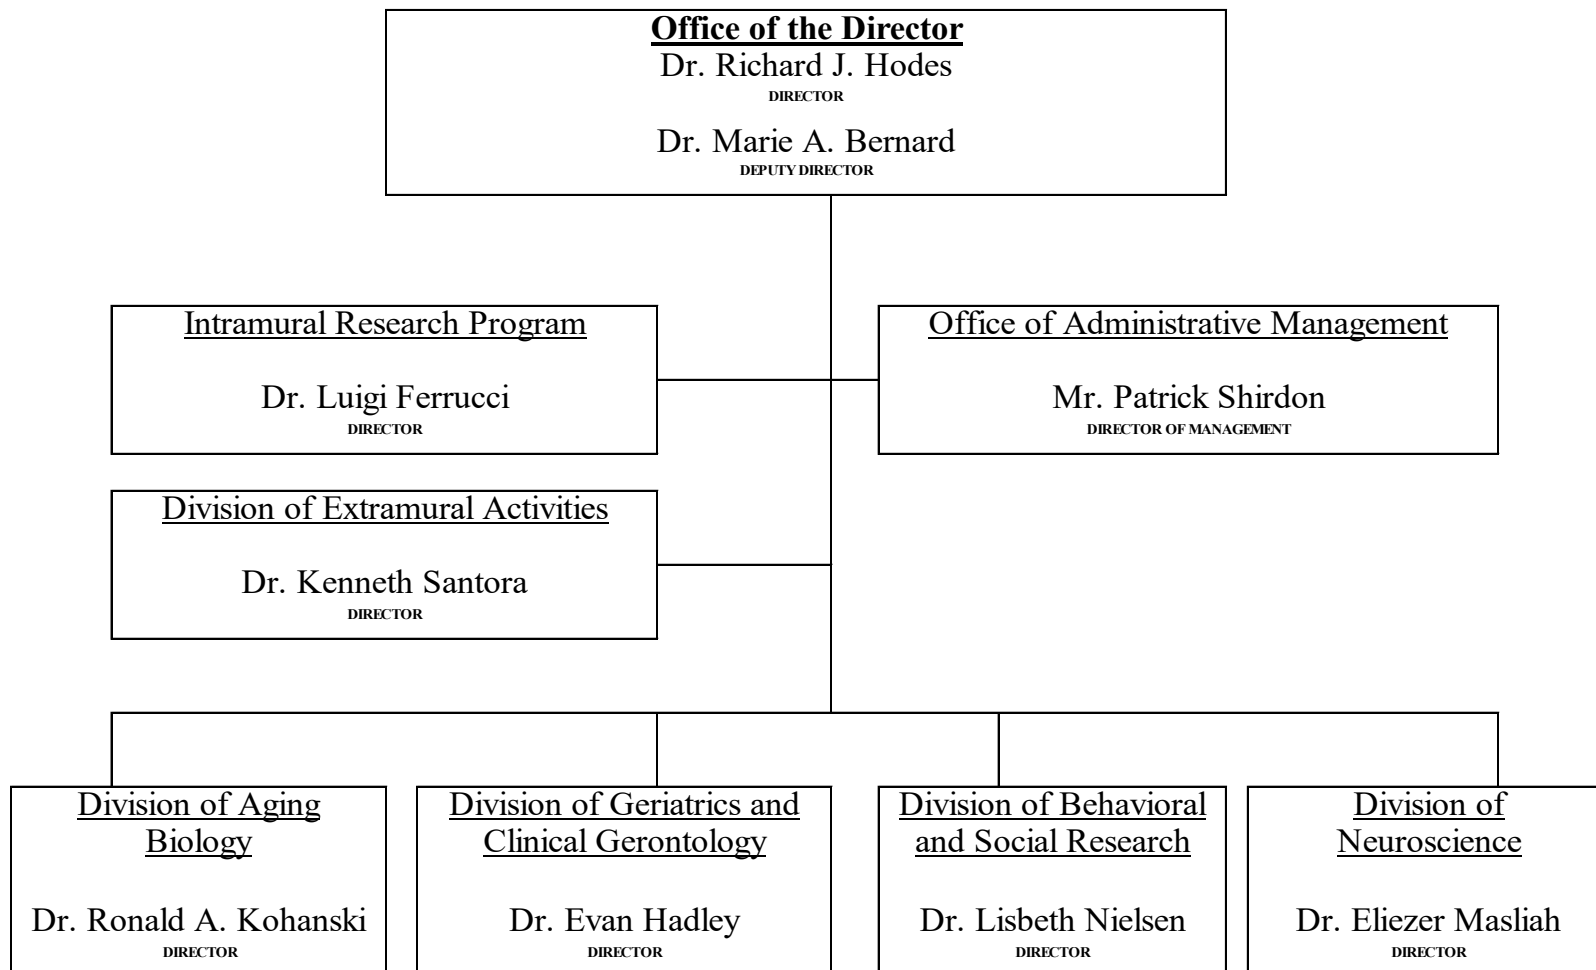 Office of the Director
Dr. Richard J. Hodes
DIRECTOR
Dr. Marie A. Bernard
DEPUTY DIRECTOR
Intramural Research Program
Dr. Luigi Ferrucci
DIRECTOR
Office of Administrative Management
Mr. Patrick Shirdon
DIRECTOR OF MANAGEMENT
Division of Extramural Activities
Dr. Kenneth Santora
DIRECTOR
Division of Aging
Biology
Dr. Ronald A. Kohanski
DIRECTOR
Division of Geriatrics and
Clinical Gerontology
Dr. Evan Hadley
DIRECTOR
Division of Behavioral
and Social Research
Dr. Lisbeth Nielsen
DIRECTOR
Division of
Neuroscience
Dr. Eliezer Masliah
DIRECTOR